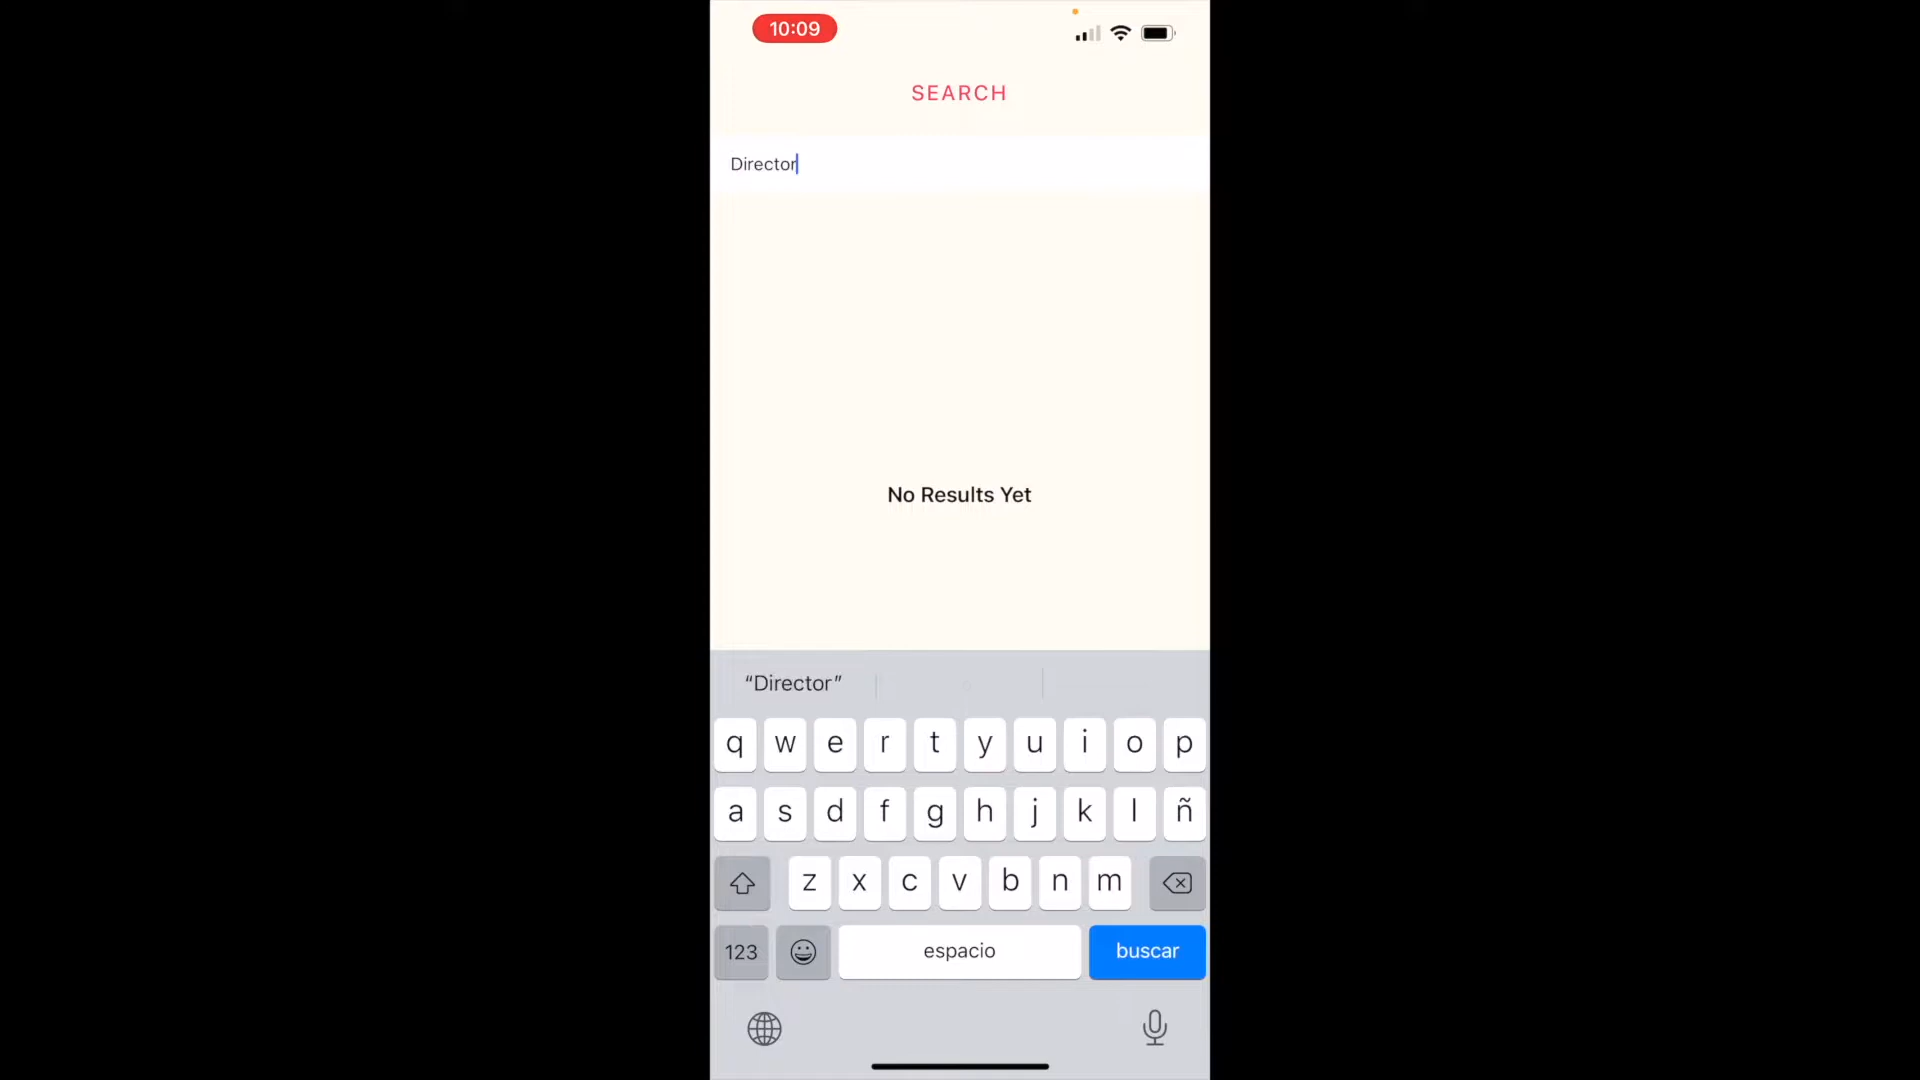 10:09
SEARCH
Director
No Results Yet
“Director”
q w e r t y u i o p
a s d f g h j k l ñ
z x c v b n m
123 espacio buscar